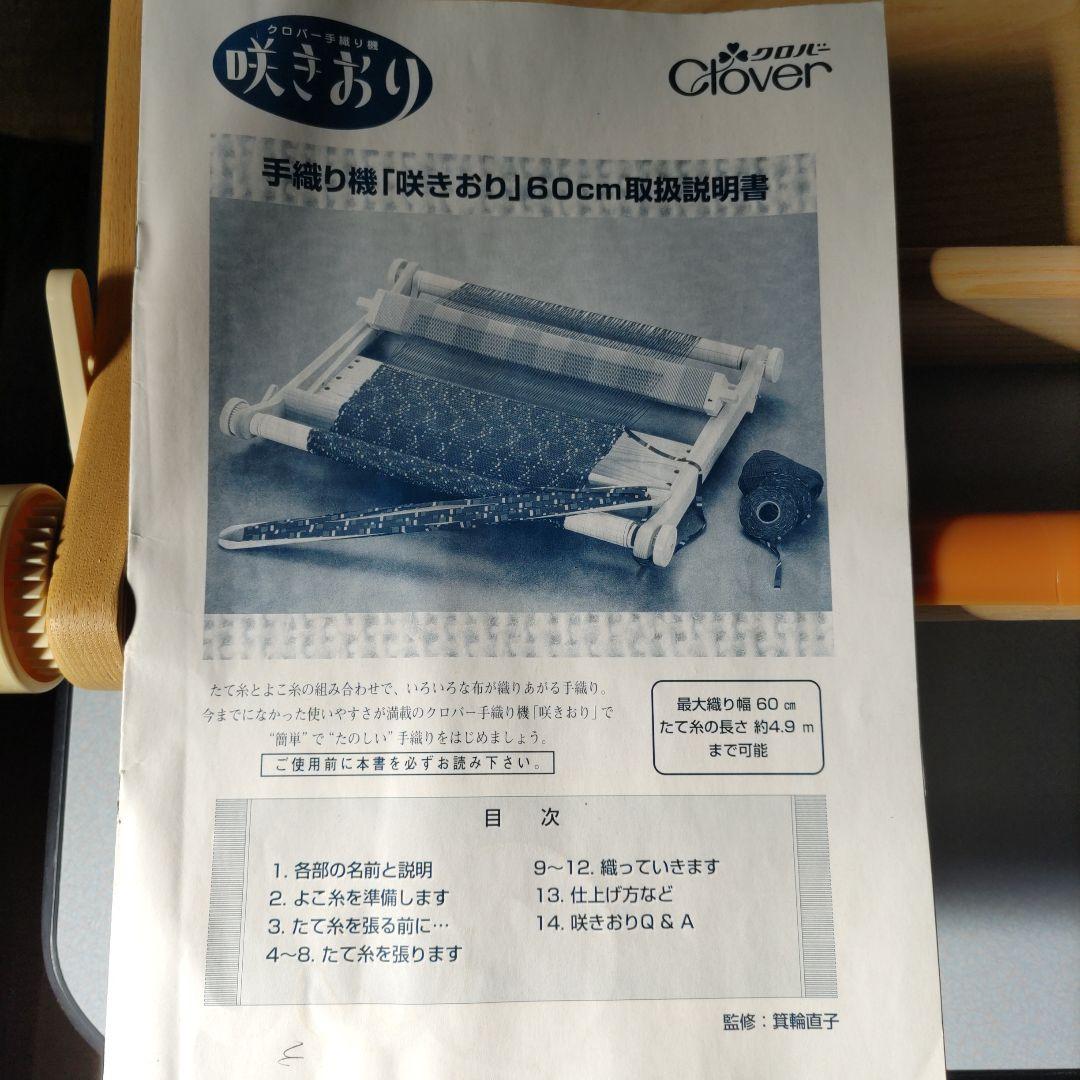 クロバー手織り機
咲きおり
クロバー
Clover
手織り機「咲きおり」60cm取扱説明書
たて糸とよこ糸の組み合わせで、いろいろな布が織りあがる手織り。
今までになかった使いやすさが満載のクロバー手織り機「咲きおり」で
“簡単”で“たのしい”手織りをはじめましょう。
ご使用前に本書を必ずお読み下さい。
最大織り幅 60 ㎝
たて糸の長さ 約4.9 m
まで可能
目 次
1. 各部の名前と説明
2. よこ糸を準備します
3. たて糸を張る前に…
4～8. たて糸を張ります
9～12. 織っていきます
13. 仕上げ方など
14. 咲きおりQ & A
監修：箕輪直子